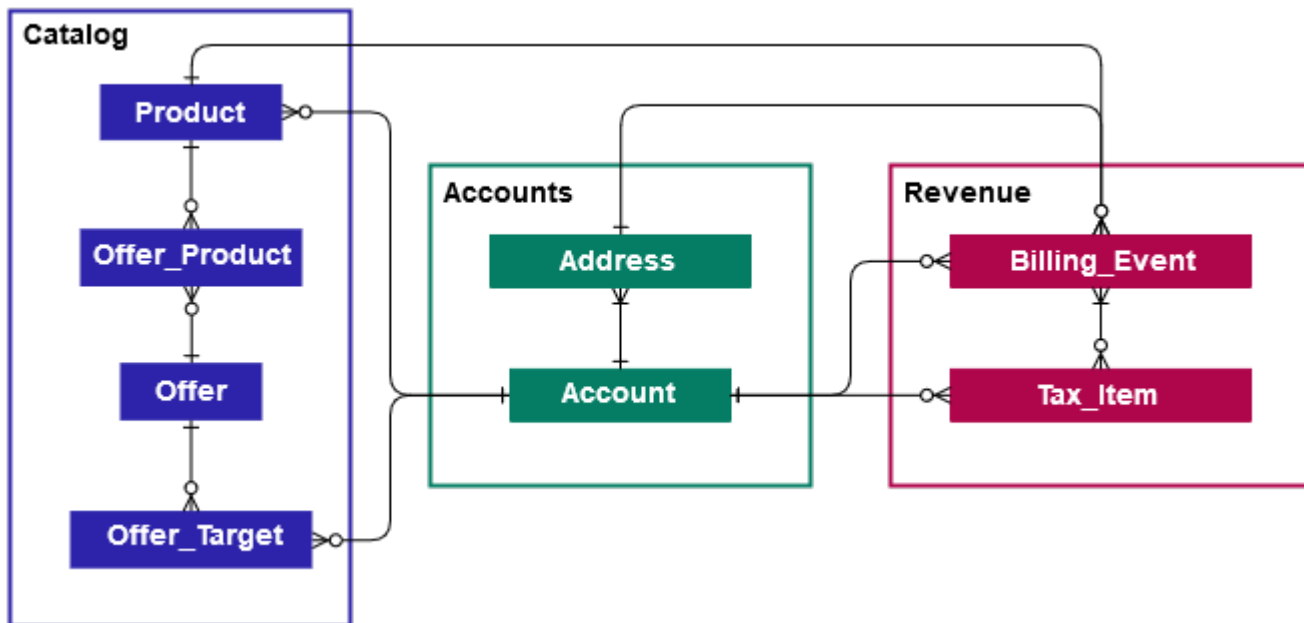 Catalog
Product
Offer_Product
Offer
Offer_Target
Accounts
Address
Account
Revenue
Billing_Event
Tax_Item